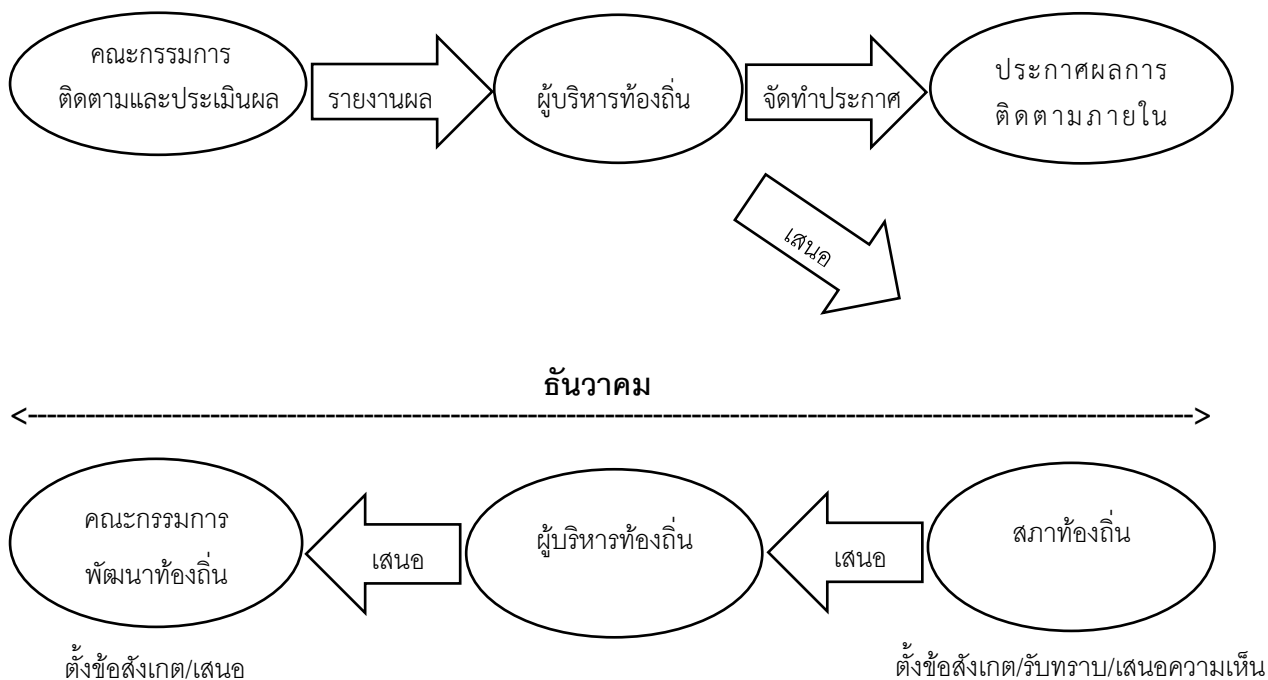 คณะกรรมการ
ติดตามและประเมินผล
รายงานผล
ผู้บริหารท้องถิ่น
จัดทำประกาศ
ประกาศผลการ
ติดตามภายใน
เสนอ
ธันวาคม
คณะกรรมการ
พัฒนาท้องถิ่น
เสนอ
ผู้บริหารท้องถิ่น
เสนอ
สภาท้องถิ่น
ตั้งข้อสังเกต/เสนอ
ตั้งข้อสังเกต/รับทราบ/เสนอความเห็น